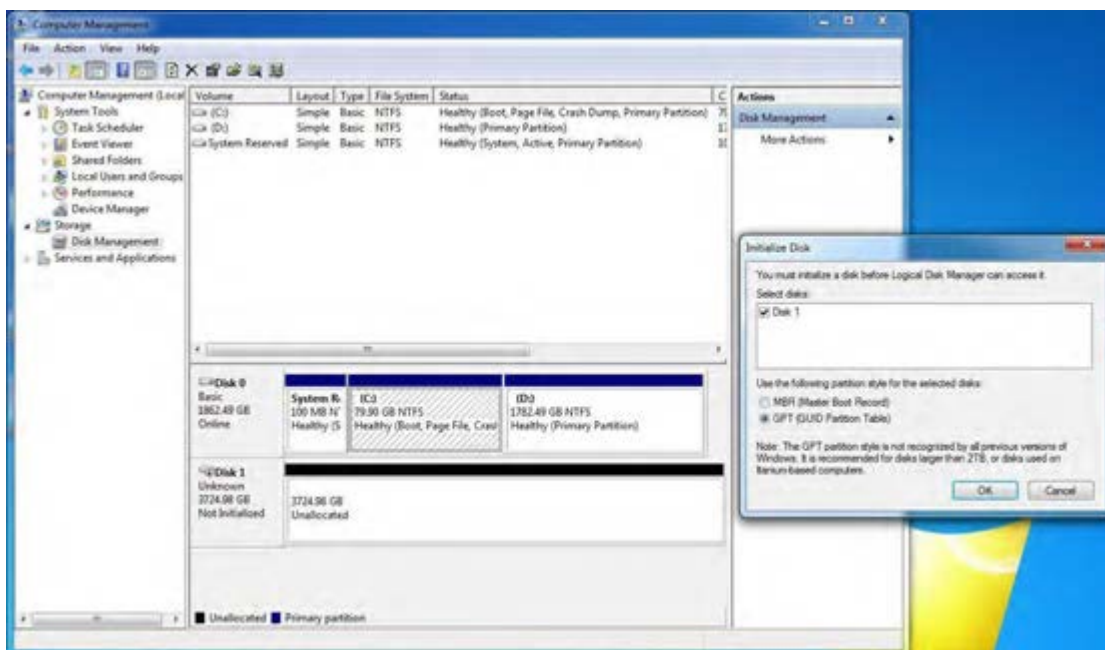 Computer Management
File Action View Help
Computer Management (Local
System Tools
Task Scheduler
Event Viewer
Shared Folders
Local Users and Groups
Performance
Device Manager
Storage
Disk Management
Services and Applications
Volume Layout Type File System Status C
(C:) Simple Basic NTFS Healthy (Boot, Page File, Crash Dump, Primary Partition)
(D:) Simple Basic NTFS Healthy (Primary Partition)
System Reserved Simple Basic NTFS Healthy (System, Active, Primary Partition)
Actions
Disk Management
More Actions
Disk 0
Basic
1862.49 GB
Online
System R
100 MB N
Healthy (S
(C:)
79.90 GB NTFS
Healthy (Boot, Page File, Cras
(D:)
1782.49 GB NTFS
Healthy (Primary Partition)
Disk 1
Unknown
3724.98 GB
Not Initialized
3724.98 GB
Unallocated
Unallocated Primary partition
Initialize Disk
You must initialize a disk before Logical Disk Manager can access it.
Select disks:
Disk 1
Use the following partition style for the selected disks:
MBR (Master Boot Record)
GPT (GUID Partition Table)
Note: The GPT partition style is not recognized by all previous versions of
Windows. It is recommended for disks larger than 2TB, or disks used on
Itanium-based computers.
OK Cancel